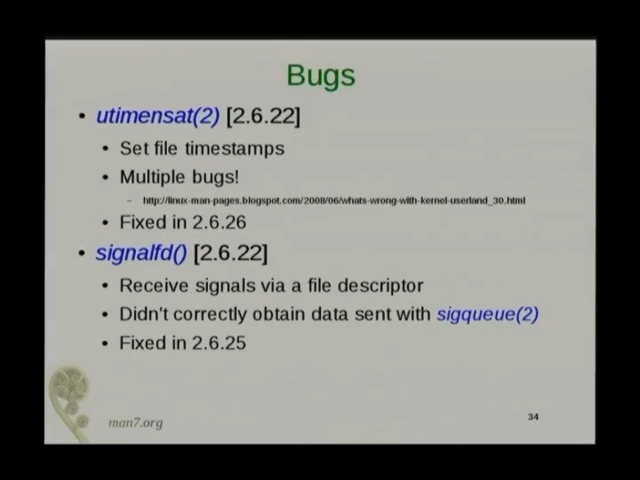 Bugs
• utimensat(2) [2.6.22]
• Set file timestamps
• Multiple bugs!
– http://linux-man-pages.blogspot.com/2008/06/whats-wrong-with-kernel-userland_30.html
• Fixed in 2.6.26
• signalfd() [2.6.22]
• Receive signals via a file descriptor
• Didn't correctly obtain data sent with sigqueue(2)
• Fixed in 2.6.25
man7.org
34